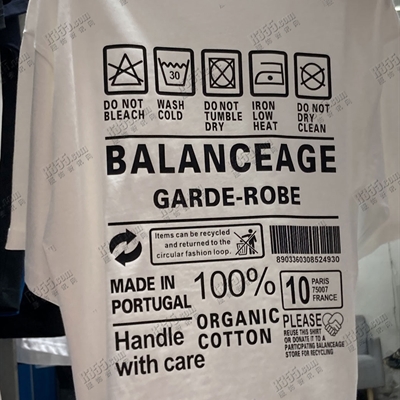 30
DO NOT BLEACH
WASH COLD
DO NOT TUMBLE DRY
IRON LOW HEAT
DO NOT DRY CLEAN
BALANCEAGE
GARDE-ROBE
Items can be recycled
and returned to the
circular fashion loop.
8903360308524930
MADE IN
PORTUGAL
100%
ORGANIC
COTTON
10
PARIS
75007
FRANCE
Handle
with care
PLEASE
REUSE THIS SHIRT
OR DONATE IT TO A
PARTICIPATING BALANCEAGE
STORE FOR RECYCLING